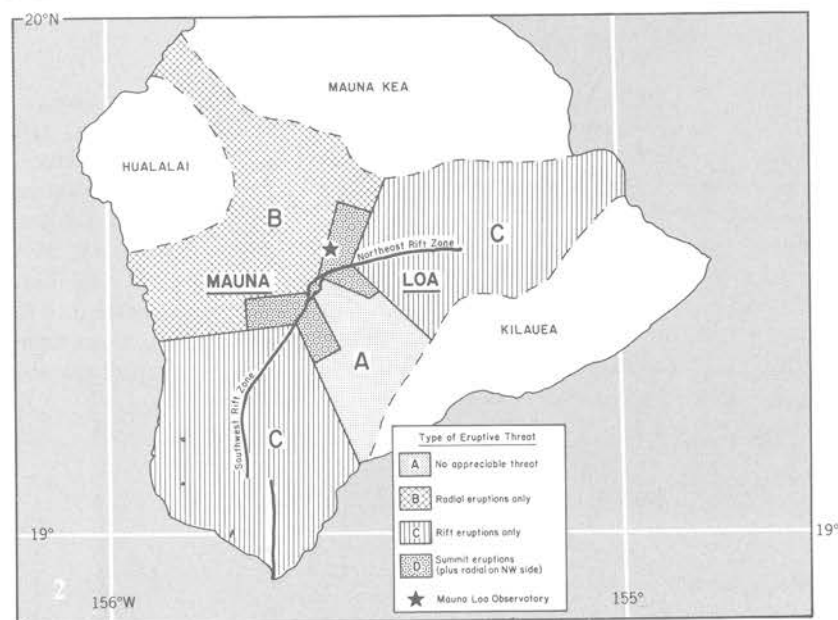 20°N
MAUNA KEA
HUALALAI
B
C
Northeast Rift Zone
MAUNA
LOA
KILAUEA
A
Southwest Rift Zone
C
Type of Eruptive Threat
A No appreciable threat
B Radial eruptions only
C Rift eruptions only
D Summit eruptions
(plus radial on NW side)
★ Mauna Loa Observatory
19°
19°
2
156°W
155°